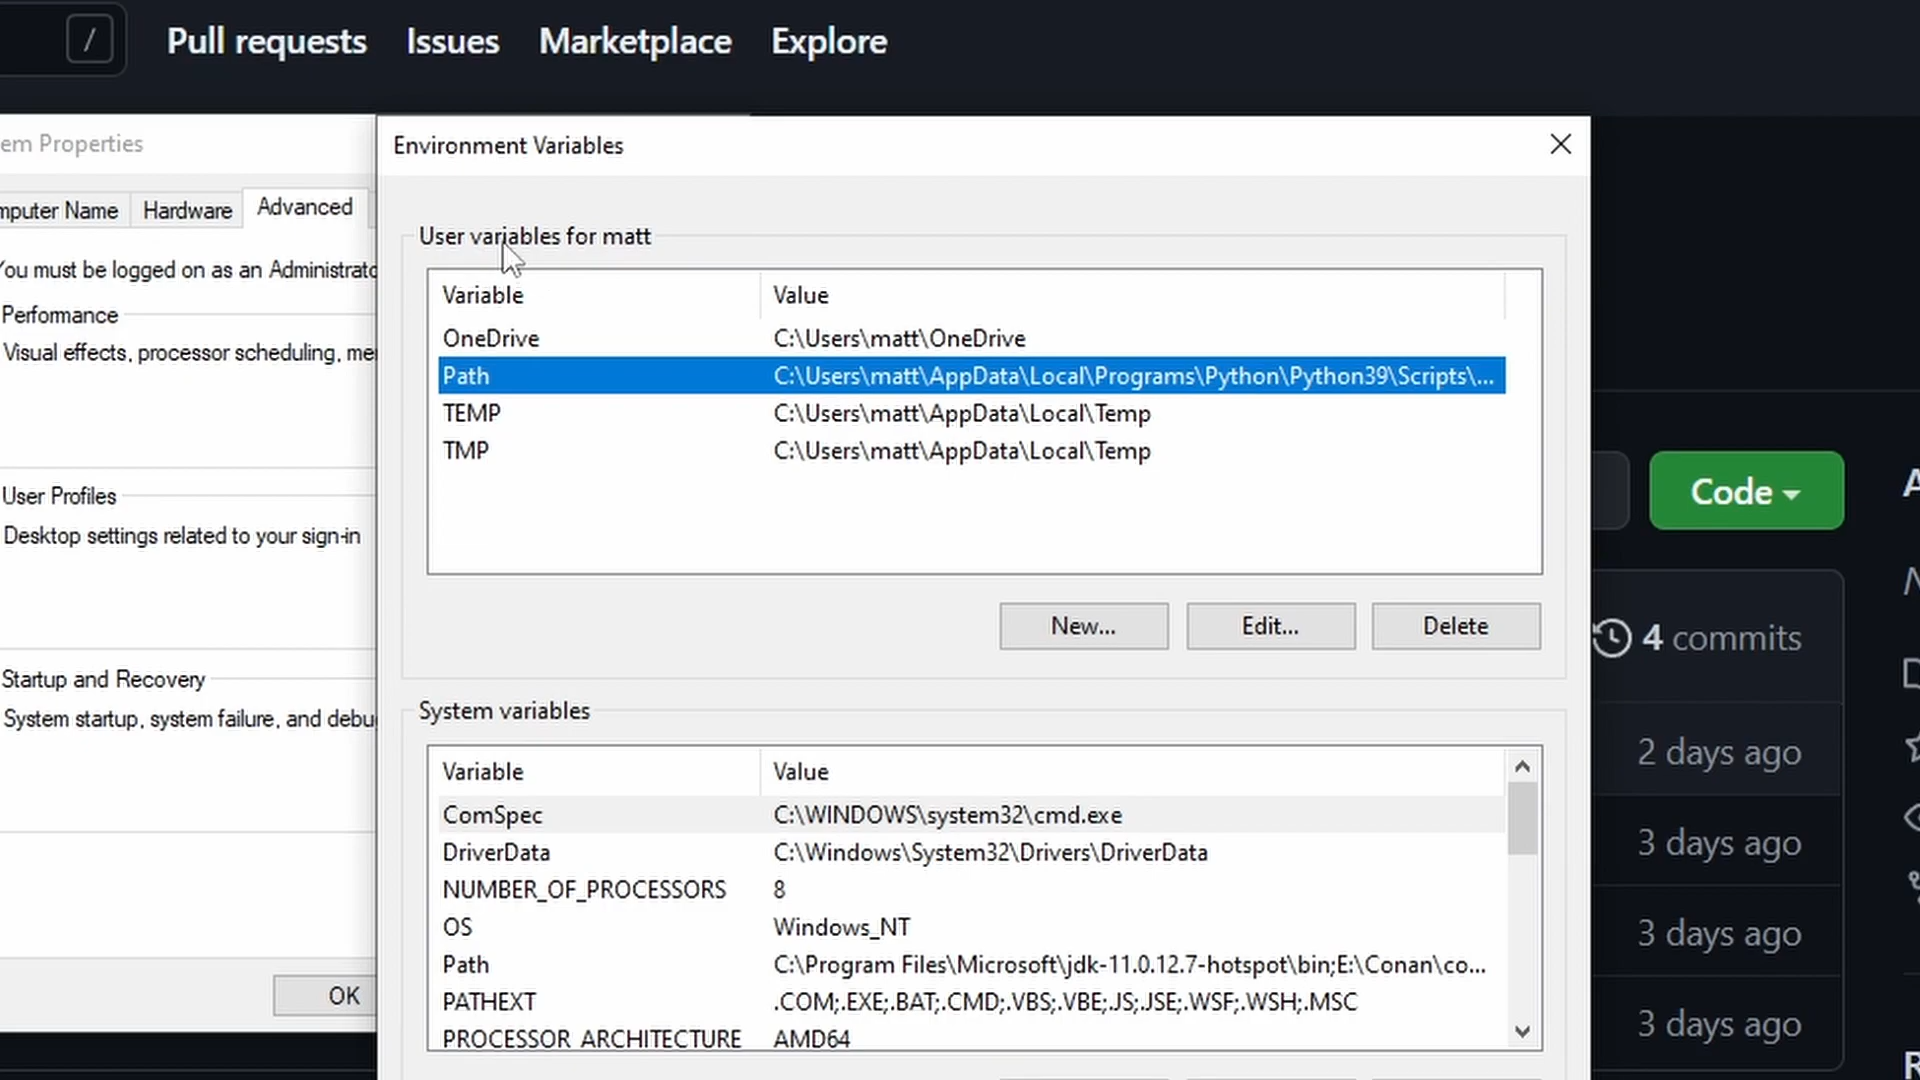 / Pull requests Issues Marketplace Explore
em Properties
mputer Name Hardware Advanced
You must be logged on as an Administrato
Performance
Visual effects, processor scheduling, mem
User Profiles
Desktop settings related to your sign-in
Startup and Recovery
System startup, system failure, and debu
OK
Environment Variables
User variables for matt
Variable Value
OneDrive C:\Users\matt\OneDrive
Path C:\Users\matt\AppData\Local\Programs\Python\Python39\Scripts\...
TEMP C:\Users\matt\AppData\Local\Temp
TMP C:\Users\matt\AppData\Local\Temp
New... Edit... Delete
System variables
Variable Value
ComSpec C:\WINDOWS\system32\cmd.exe
DriverData C:\Windows\System32\Drivers\DriverData
NUMBER_OF_PROCESSORS 8
OS Windows_NT
Path C:\Program Files\Microsoft\jdk-11.0.12.7-hotspot\bin;E:\Conan\co...
PATHEXT .COM;.EXE;.BAT;.CMD;.VBS;.VBE;.JS;.JSE;.WSF;.WSH;.MSC
PROCESSOR_ARCHITECTURE AMD64
Code
4 commits
2 days ago
3 days ago
3 days ago
3 days ago